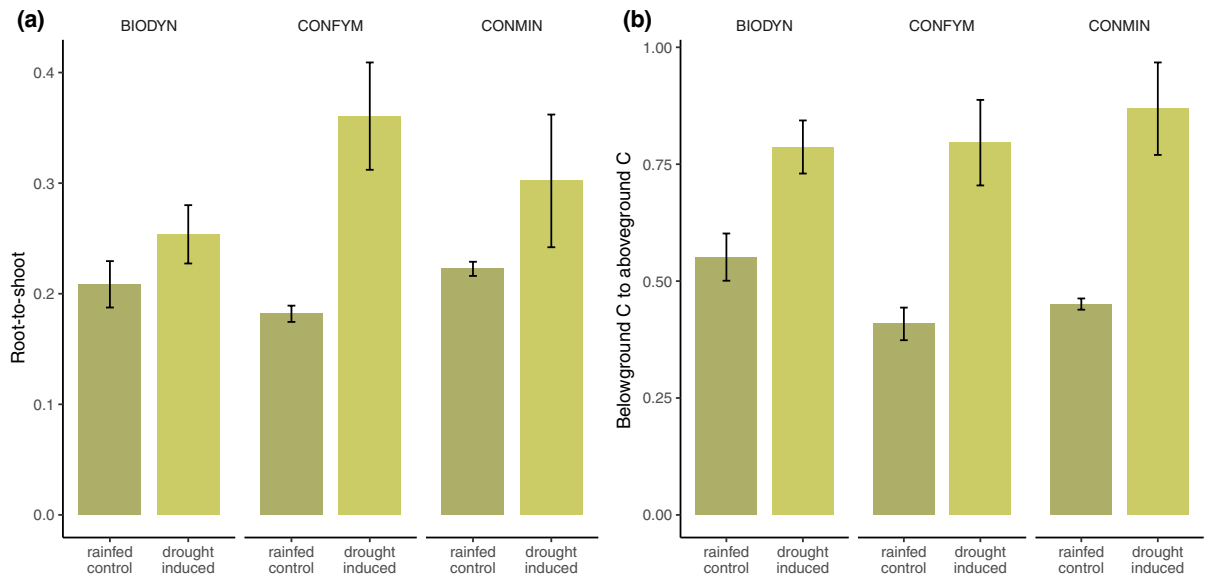 (a)
BIODYN
CONFYM
CONMIN
Root-to-shoot
0.4
0.3
0.2
0.1
0.0
rainfed
control
drought
induced
rainfed
control
drought
induced
rainfed
control
drought
induced
(b)
BIODYN
CONFYM
CONMIN
Belowground C to aboveground C
1.00
0.75
0.50
0.25
0.00
rainfed
control
drought
induced
rainfed
control
drought
induced
rainfed
control
drought
induced